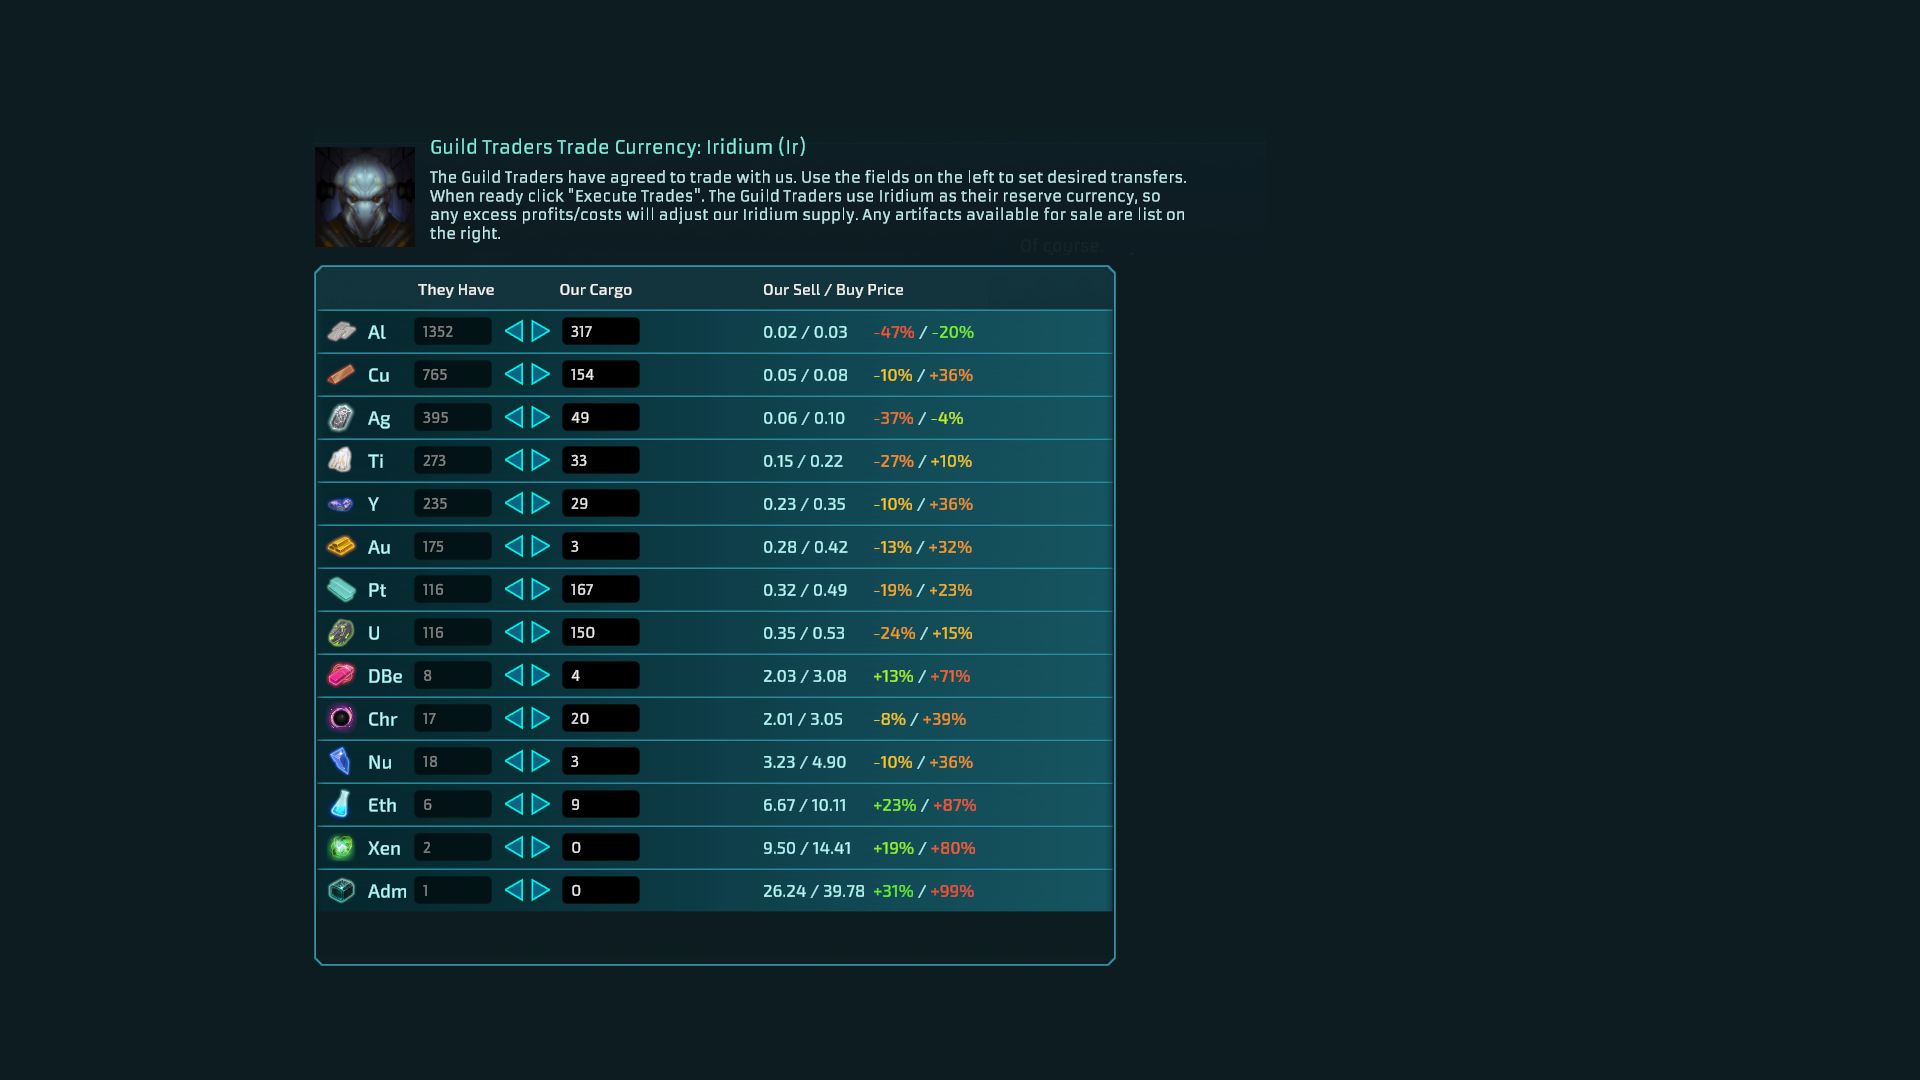 Guild Traders Trade Currency: Iridium (Ir)
The Guild Traders have agreed to trade with us. Use the fields on the left to set desired transfers.
When ready click "Execute Trades". The Guild Traders use Iridium as their reserve currency, so
any excess profits/costs will adjust our Iridium supply. Any artifacts available for sale are list on
the right.
Of course.
They Have Our Cargo Our Sell / Buy Price
Al 1352 317 0.02 / 0.03 -47% / -20%
Cu 765 154 0.05 / 0.08 -10% / +36%
Ag 395 49 0.06 / 0.10 -37% / -4%
Ti 273 33 0.15 / 0.22 -27% / +10%
Y 235 29 0.23 / 0.35 -10% / +36%
Au 175 3 0.28 / 0.42 -13% / +32%
Pt 116 167 0.32 / 0.49 -19% / +23%
U 116 150 0.35 / 0.53 -24% / +15%
DBe 8 4 2.03 / 3.08 +13% / +71%
Chr 17 20 2.01 / 3.05 -8% / +39%
Nu 18 3 3.23 / 4.90 -10% / +36%
Eth 6 9 6.67 / 10.11 +23% / +87%
Xen 2 0 9.50 / 14.41 +19% / +80%
Adm 1 0 26.24 / 39.78 +31% / +99%